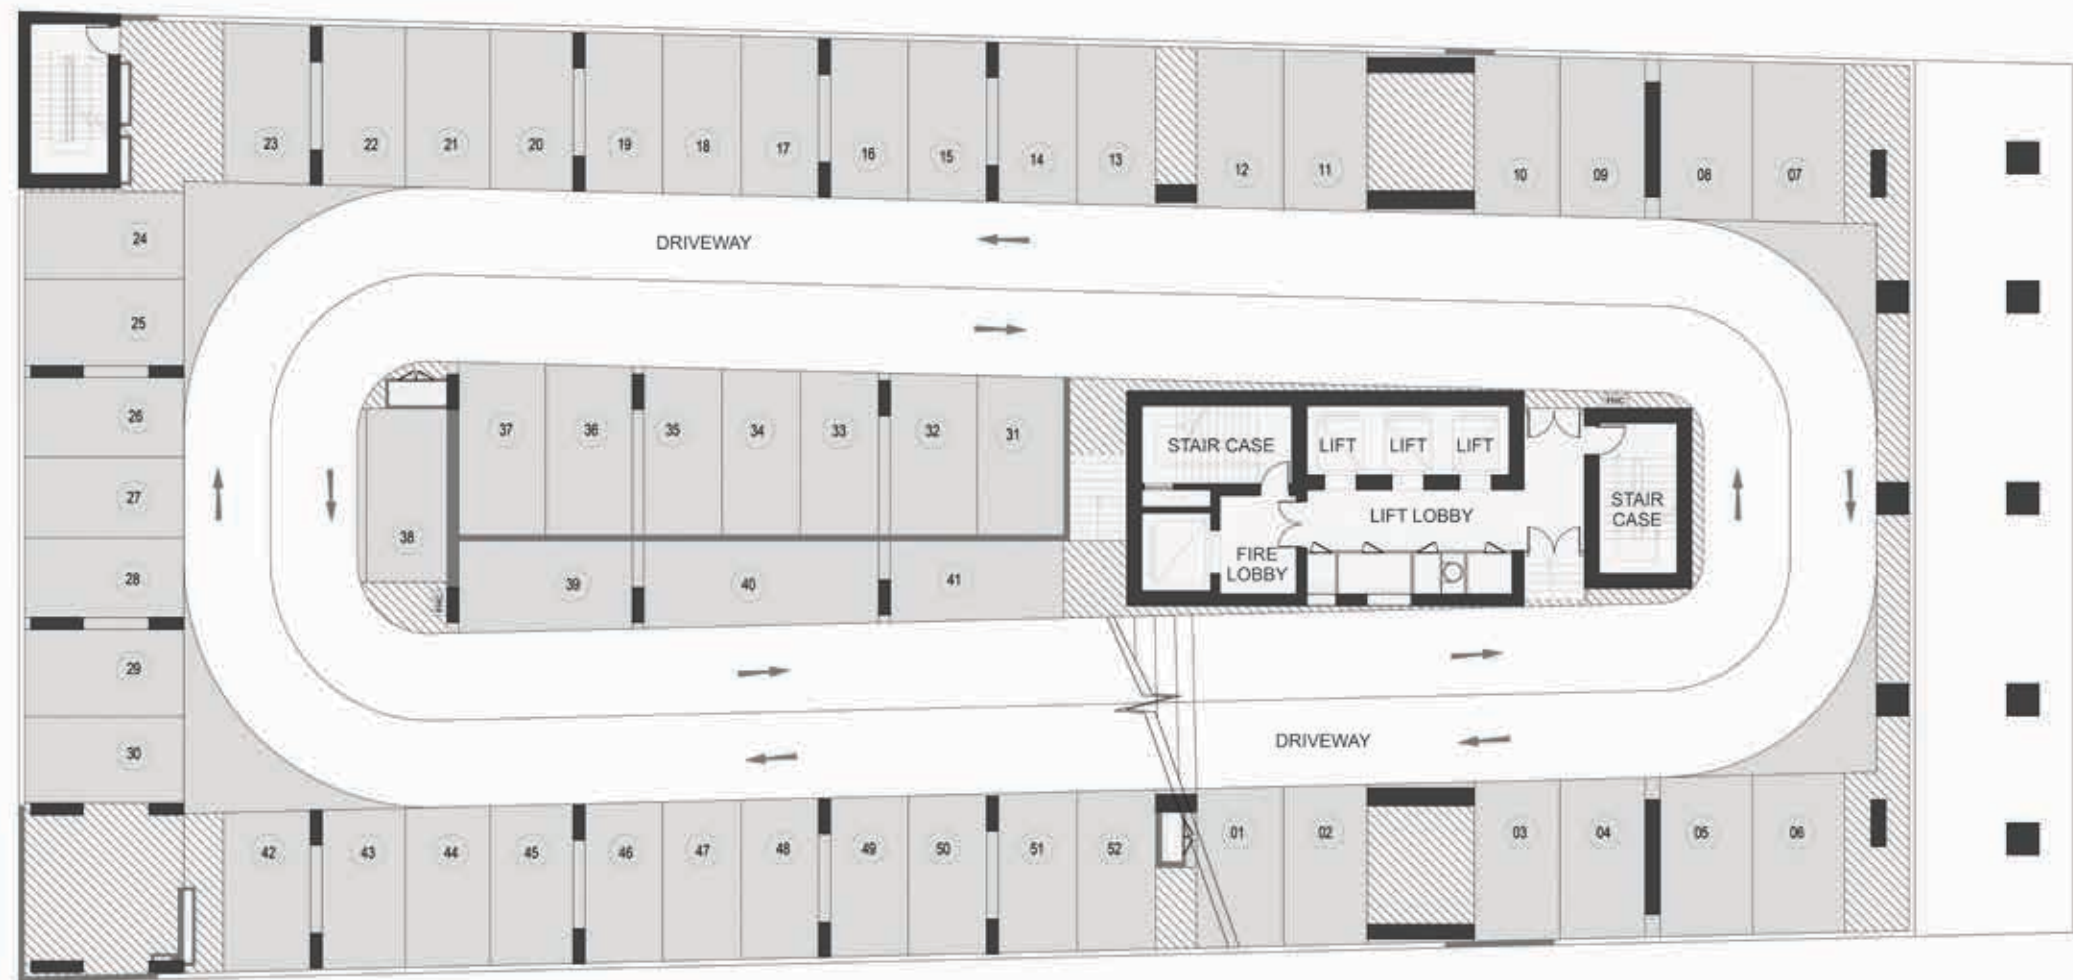 23 22 21 20 19 18 17 16 15 14 13 12 11 10 09 08 07
24
DRIVEWAY
25
26
37 36 35 34 33 32 31
STAIR CASE
LIFT LIFT LIFT
27
STAIR
CASE
LIFT LOBBY
38
FIRE
LOBBY
28
39 40 41
29
30
DRIVEWAY
42 43 44 45 46 47 48 49 50 51 52 01 02 03 04 05 06